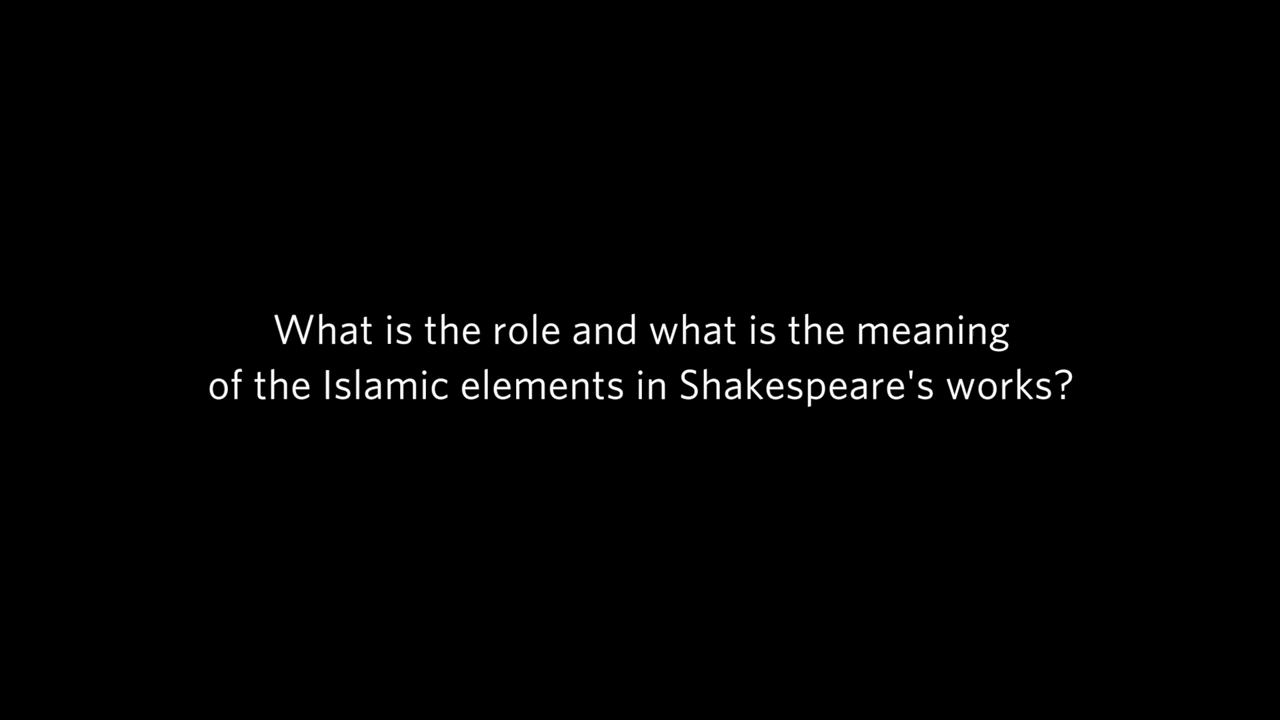 What is the role and what is the meaning
of the Islamic elements in Shakespeare's works?